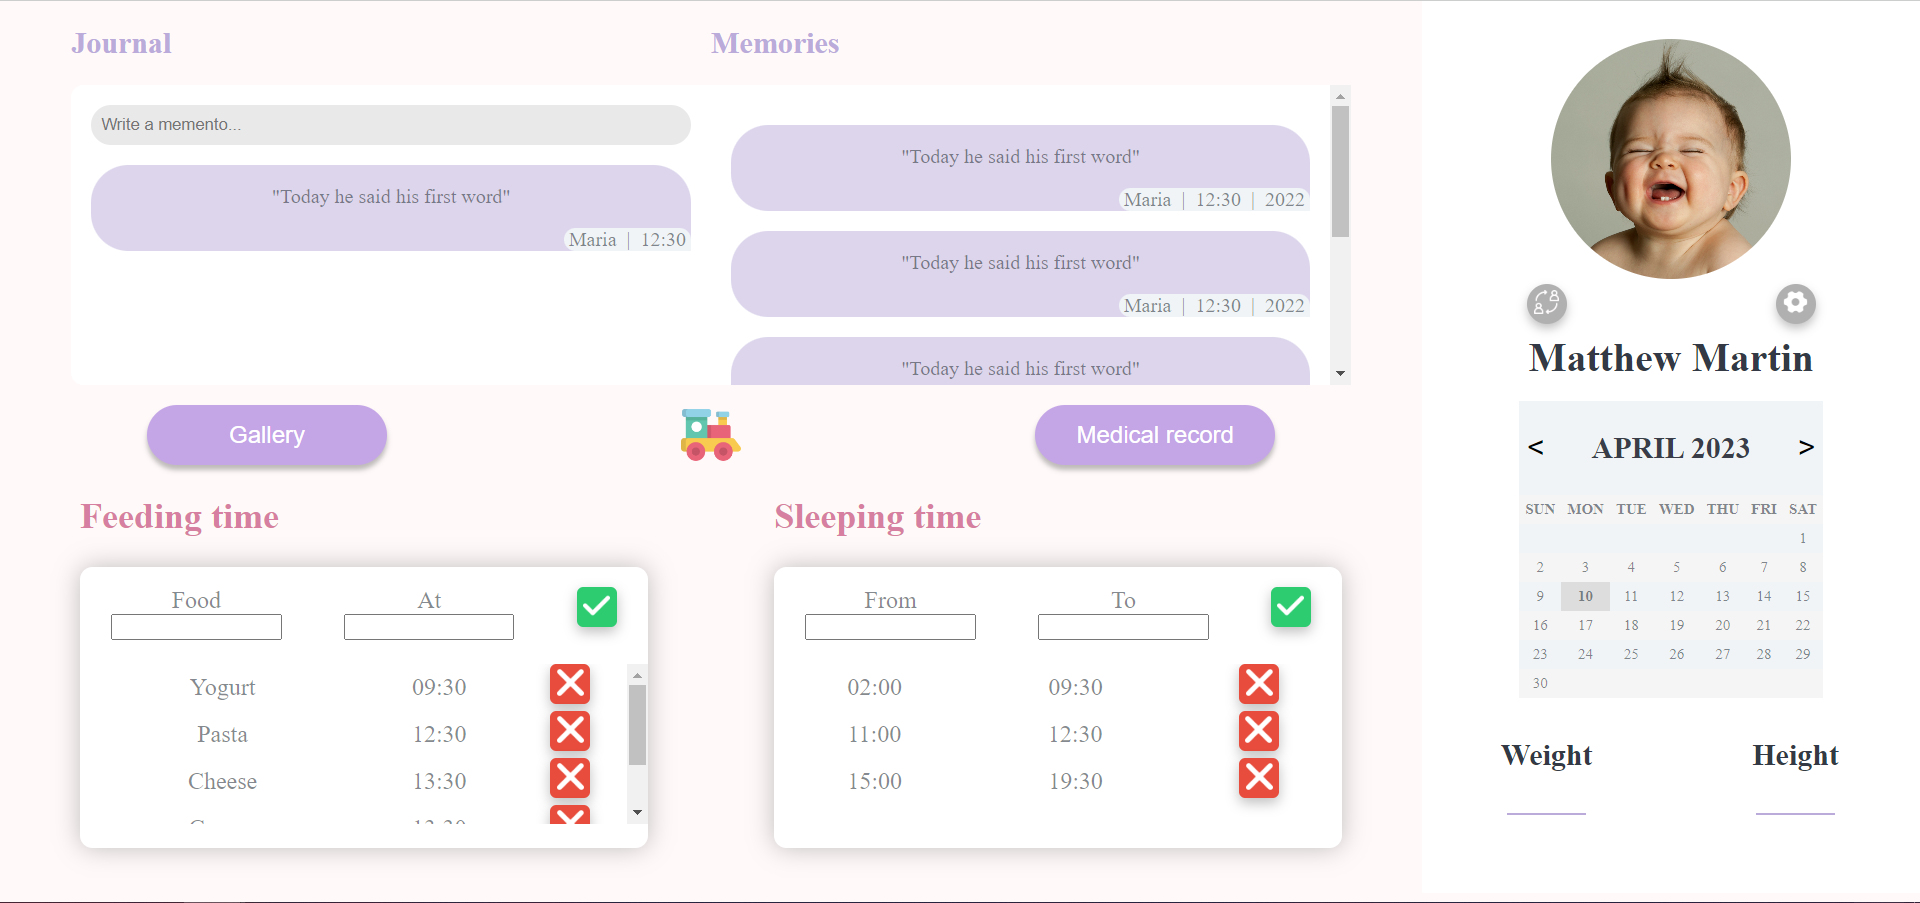 Journal
Memories
Write a memento...
"Today he said his first word"
Maria | 12:30
"Today he said his first word"
Maria | 12:30 | 2022
"Today he said his first word"
Maria | 12:30 | 2022
"Today he said his first word"
Gallery
Medical record
Feeding time
Food At
Yogurt 09:30
Pasta 12:30
Cheese 13:30
Sleeping time
From To
02:00 09:30
11:00 12:30
15:00 19:30
Matthew Martin
< APRIL 2023 >
SUN MON TUE WED THU FRI SAT
1
2 3 4 5 6 7 8
9 10 11 12 13 14 15
16 17 18 19 20 21 22
23 24 25 26 27 28 29
30
Weight Height